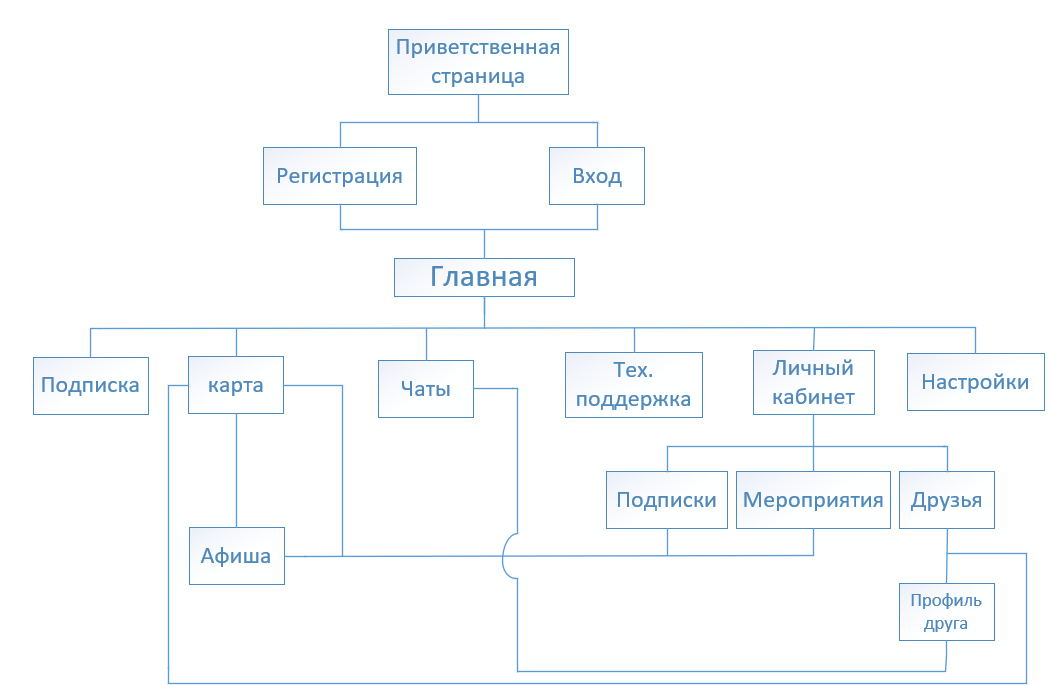 Приветственная
страница
Регистрация
Вход
Главная
Подписка
карта
Чаты
Тех.
поддержка
Личный
кабинет
Настройки
Подписки
Мероприятия
Друзья
Афиша
Профиль
друга